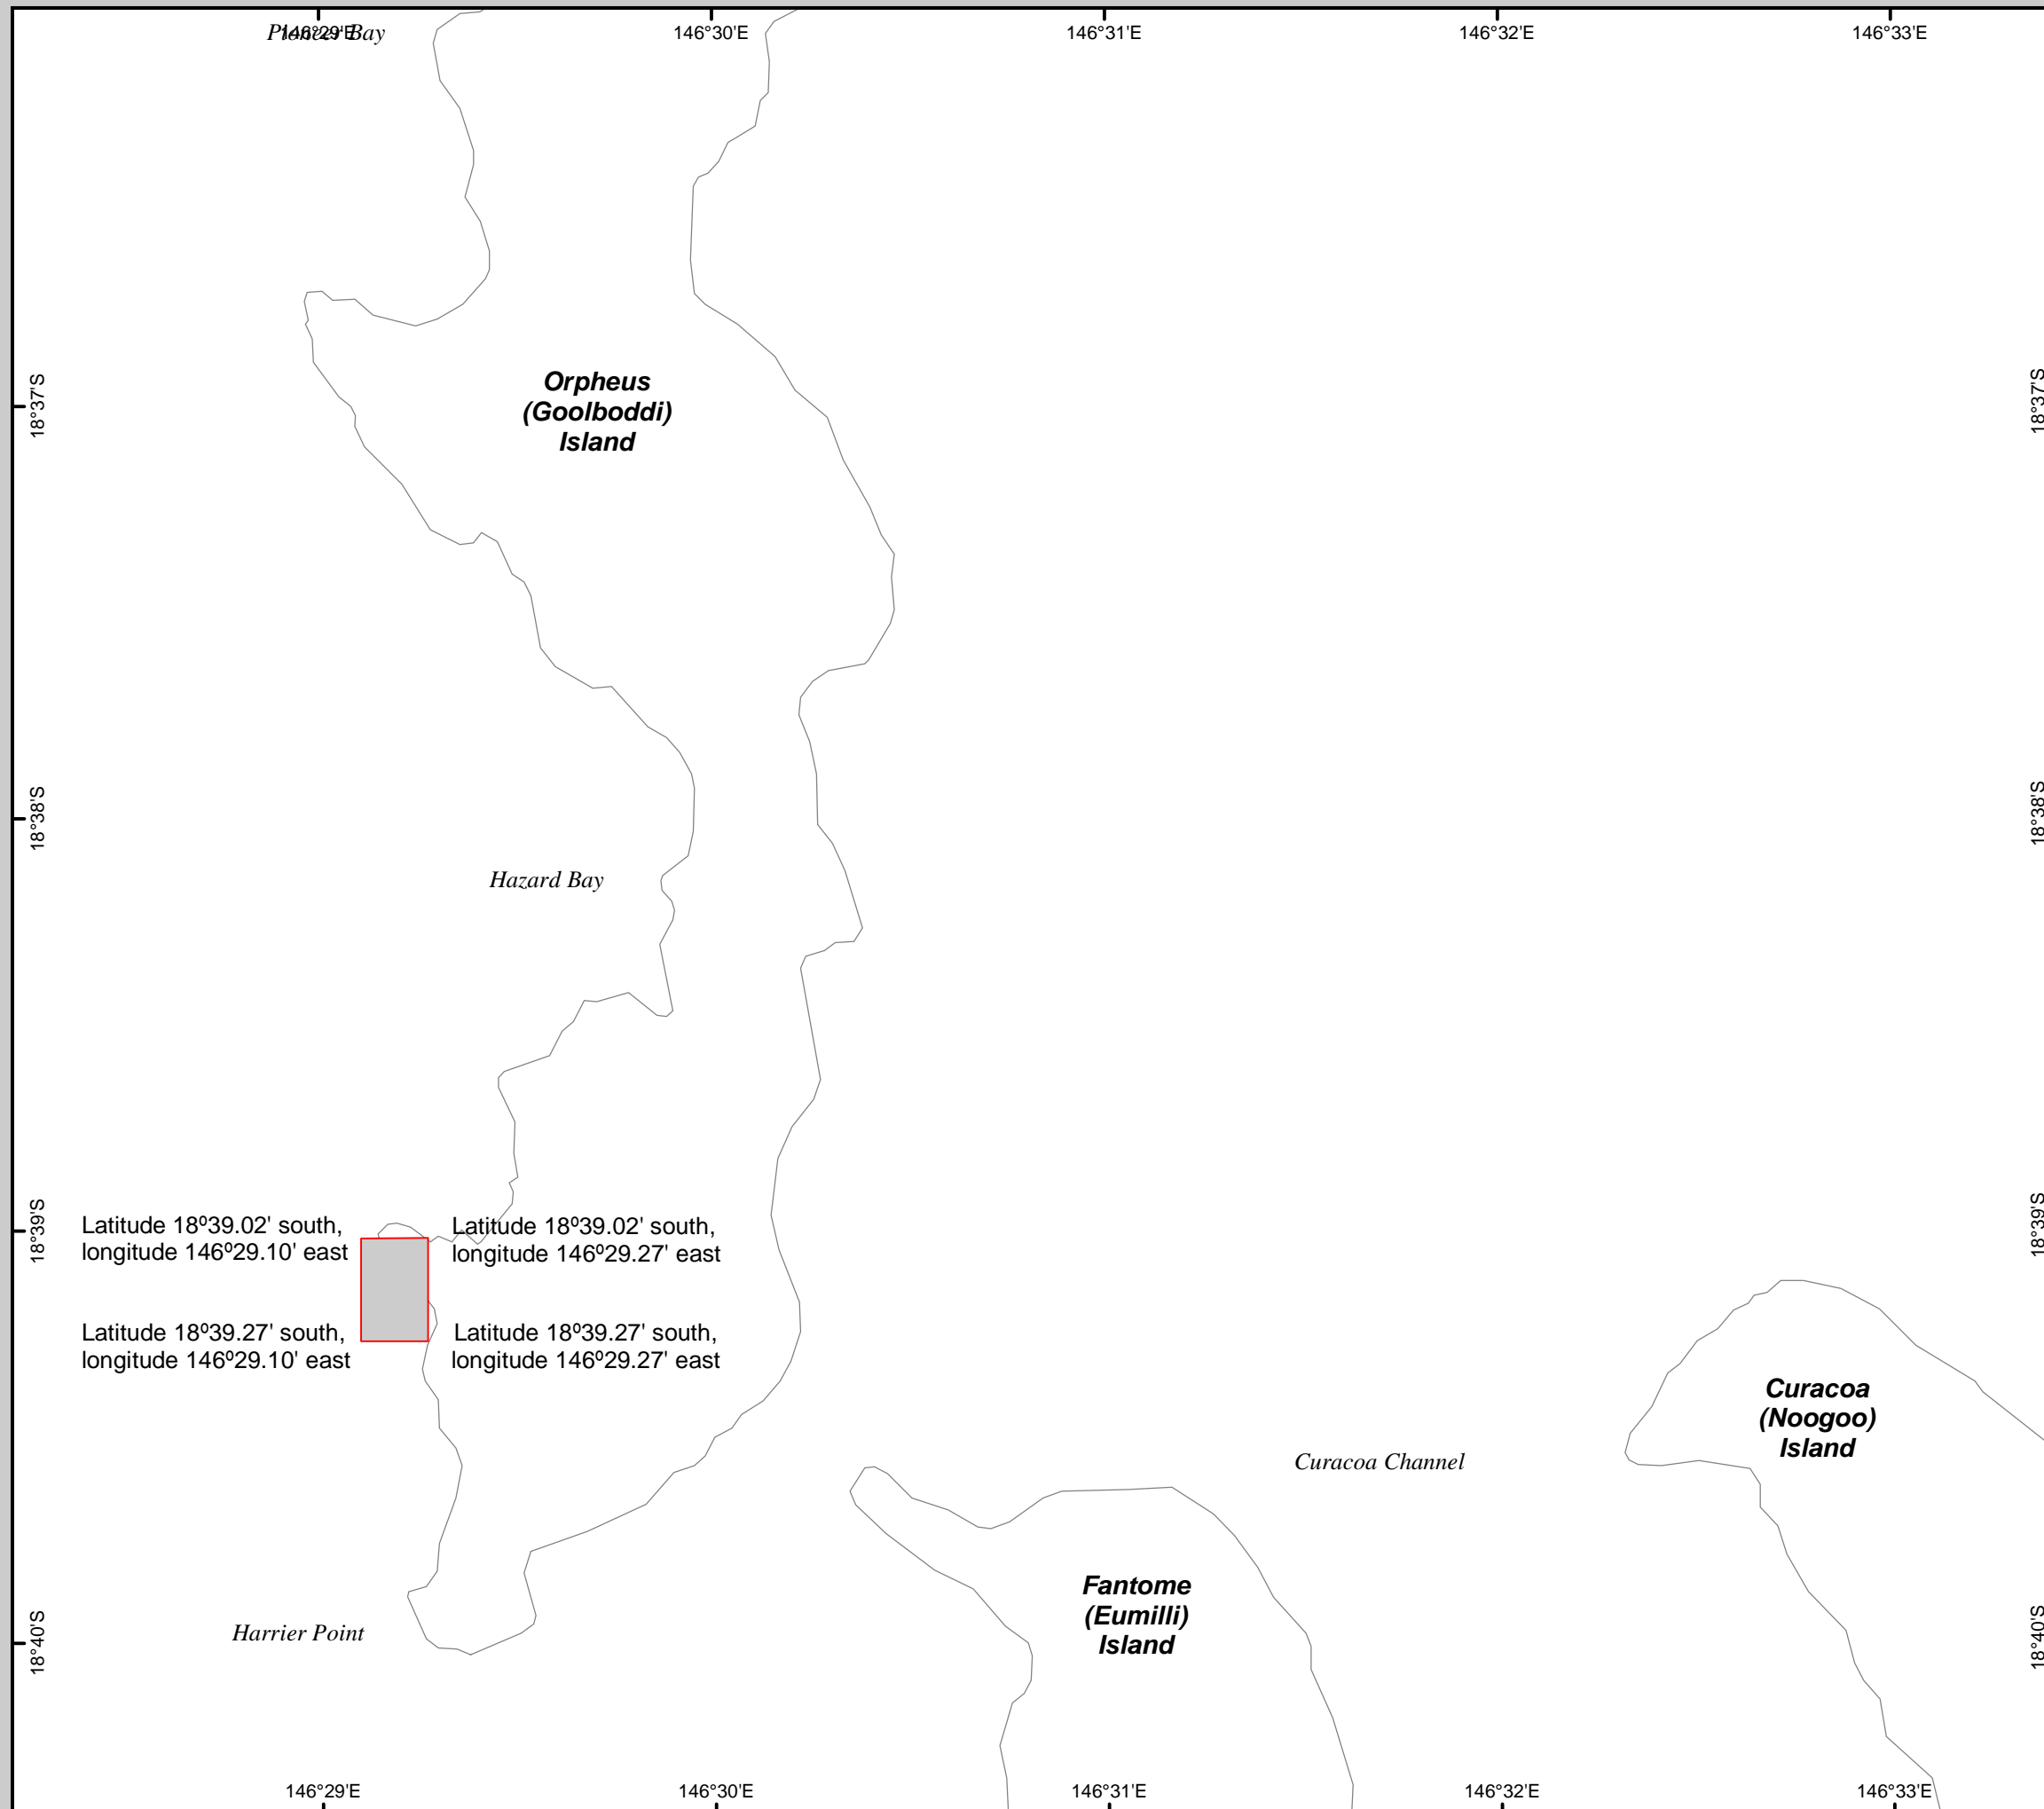 Pioneer Bay
146°29'E
146°30'E
146°31'E
146°32'E
146°33'E
18°37'S
18°37'S
Orpheus
(Goolboddi)
Island
18°38'S
18°38'S
Hazard Bay
18°39'S
18°39'S
Latitude 18º39.02' south,
longitude 146º29.10' east
Latitude 18º39.02' south,
longitude 146º29.27' east
Latitude 18º39.27' south,
longitude 146º29.10' east
Latitude 18º39.27' south,
longitude 146º29.27' east
Curacoa
(Noogoo)
Island
Curacoa Channel
Fantome
(Eumilli)
Island
Harrier Point
18°40'S
18°40'S
146°29'E
146°30'E
146°31'E
146°32'E
146°33'E